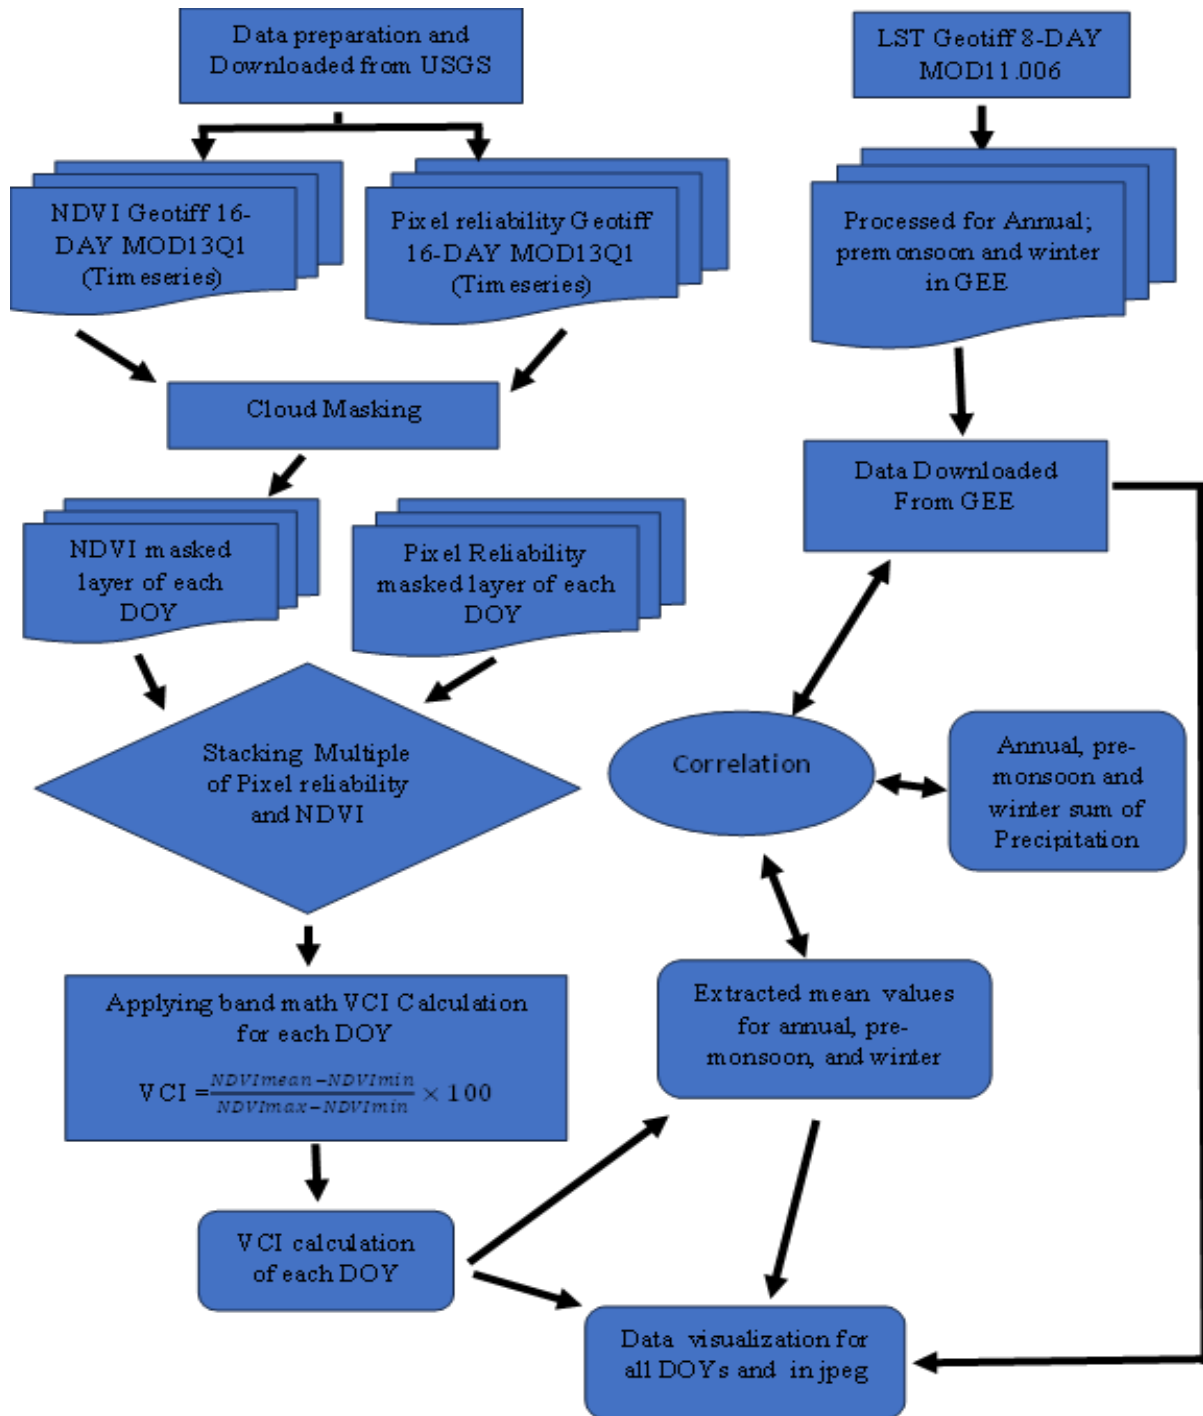 Data preparation and
Downloaded from USGS
LST Geotiff 8-DAY
MOD11.006
NDVI Geotiff 16-
DAY MOD13Q1
(Timeseries)
Pixel reliability Geotiff
16-DAY MOD13Q1
(Timeseries)
Processed for Annual;
premonsoon and winter
in GEE
Cloud Masking
Data Downloaded
From GEE
NDVI masked
layer of each
DOY
Pixel Reliability
masked layer of each
DOY
Stacking Multiple
of Pixel reliability
and NDVI
Correlation
Annual, pre-
monsoon and
winter sum of
Precipitation
Applying band math VCI Calculation
for each DOY
VCI =\frac{NDVImean-NDVImin}{NDVImax-NDVImin} × 100
Extracted mean values
for annual, pre-
monsoon, and winter
VCI calculation
of each DOY
Data visualization for
all DOYs and in jpeg